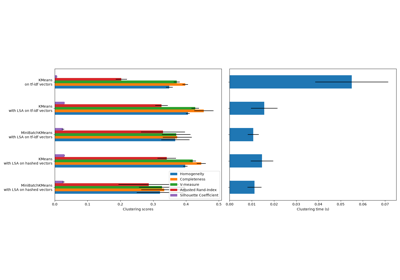 KMeans
on tf-idf vectors
KMeans
with LSA on tf-idf vectors
MiniBatchKMeans
with LSA on tf-idf vectors
KMeans
with LSA on hashed vectors
MiniBatchKMeans
with LSA on hashed vectors
Homogeneity
Completeness
V-measure
Adjusted Rand-Index
Silhouette Coefficient
0.0 0.1 0.2 0.3 0.4 0.5
Clustering scores
0.00 0.01 0.02 0.03 0.04 0.05 0.06 0.07
Clustering time (s)